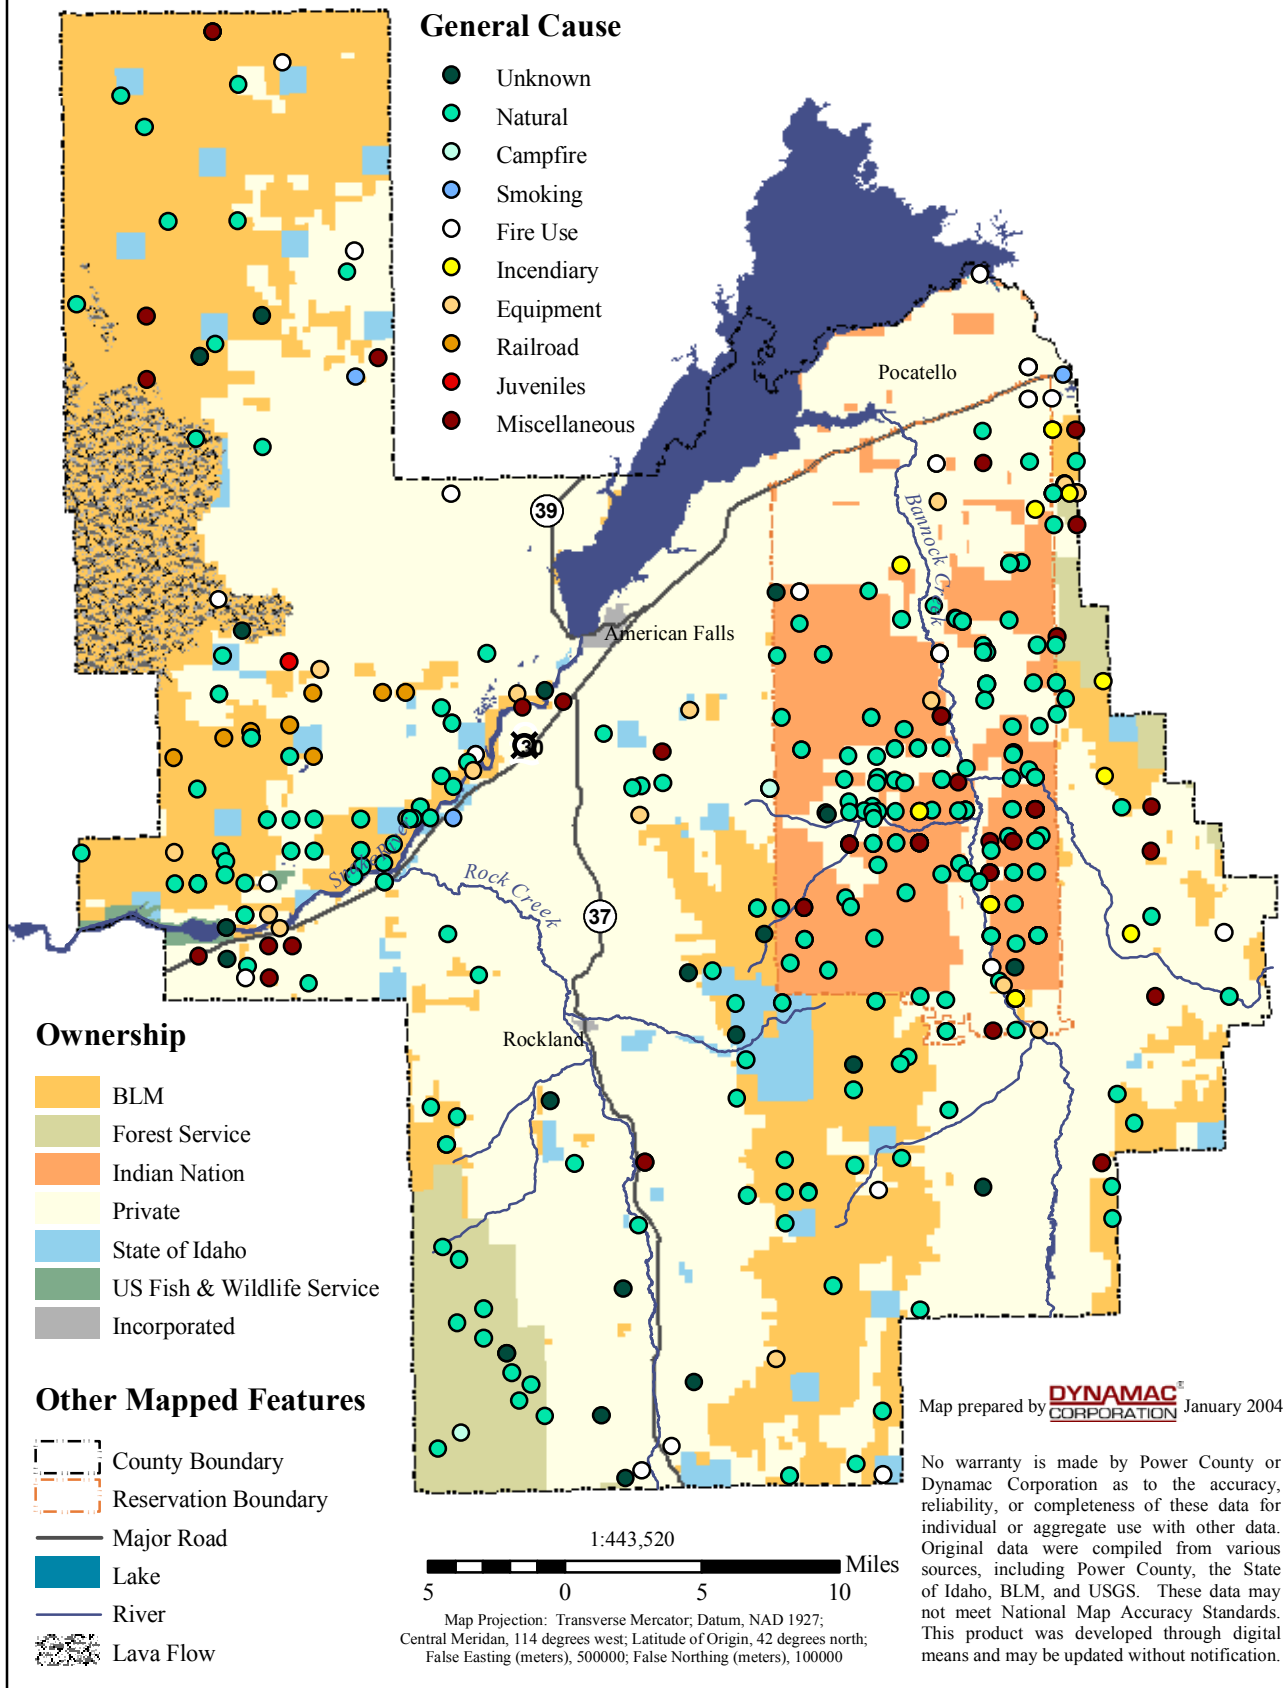 General Cause
Unknown
Natural
Campfire
Smoking
Fire Use
Incendiary
Equipment
Railroad
Juveniles
Miscellaneous
Pocatello
39
Bannock Creek
American Falls
30
Snake River
Rock Creek
37
Rockland
Ownership
BLM
Forest Service
Indian Nation
Private
State of Idaho
US Fish & Wildlife Service
Incorporated
Other Mapped Features
County Boundary
Reservation Boundary
Major Road
Lake
River
Lava Flow
1:443,520
Miles
5 0 5 10
Map Projection: Transverse Mercator; Datum, NAD 1927;
Central Meridian, 114 degrees west; Latitude of Origin, 42 degrees north;
False Easting (meters), 500000; False Northing (meters), 100000
Map prepared by DYNAMAC CORPORATION ® January 2004
No warranty is made by Power County or
Dynamac Corporation as to the accuracy,
reliability, or completeness of these data for
individual or aggregate use with other data.
Original data were compiled from various
sources, including Power County, the State
of Idaho, BLM, and USGS. These data may
not meet National Map Accuracy Standards.
This product was developed through digital
means and may be updated without notification.